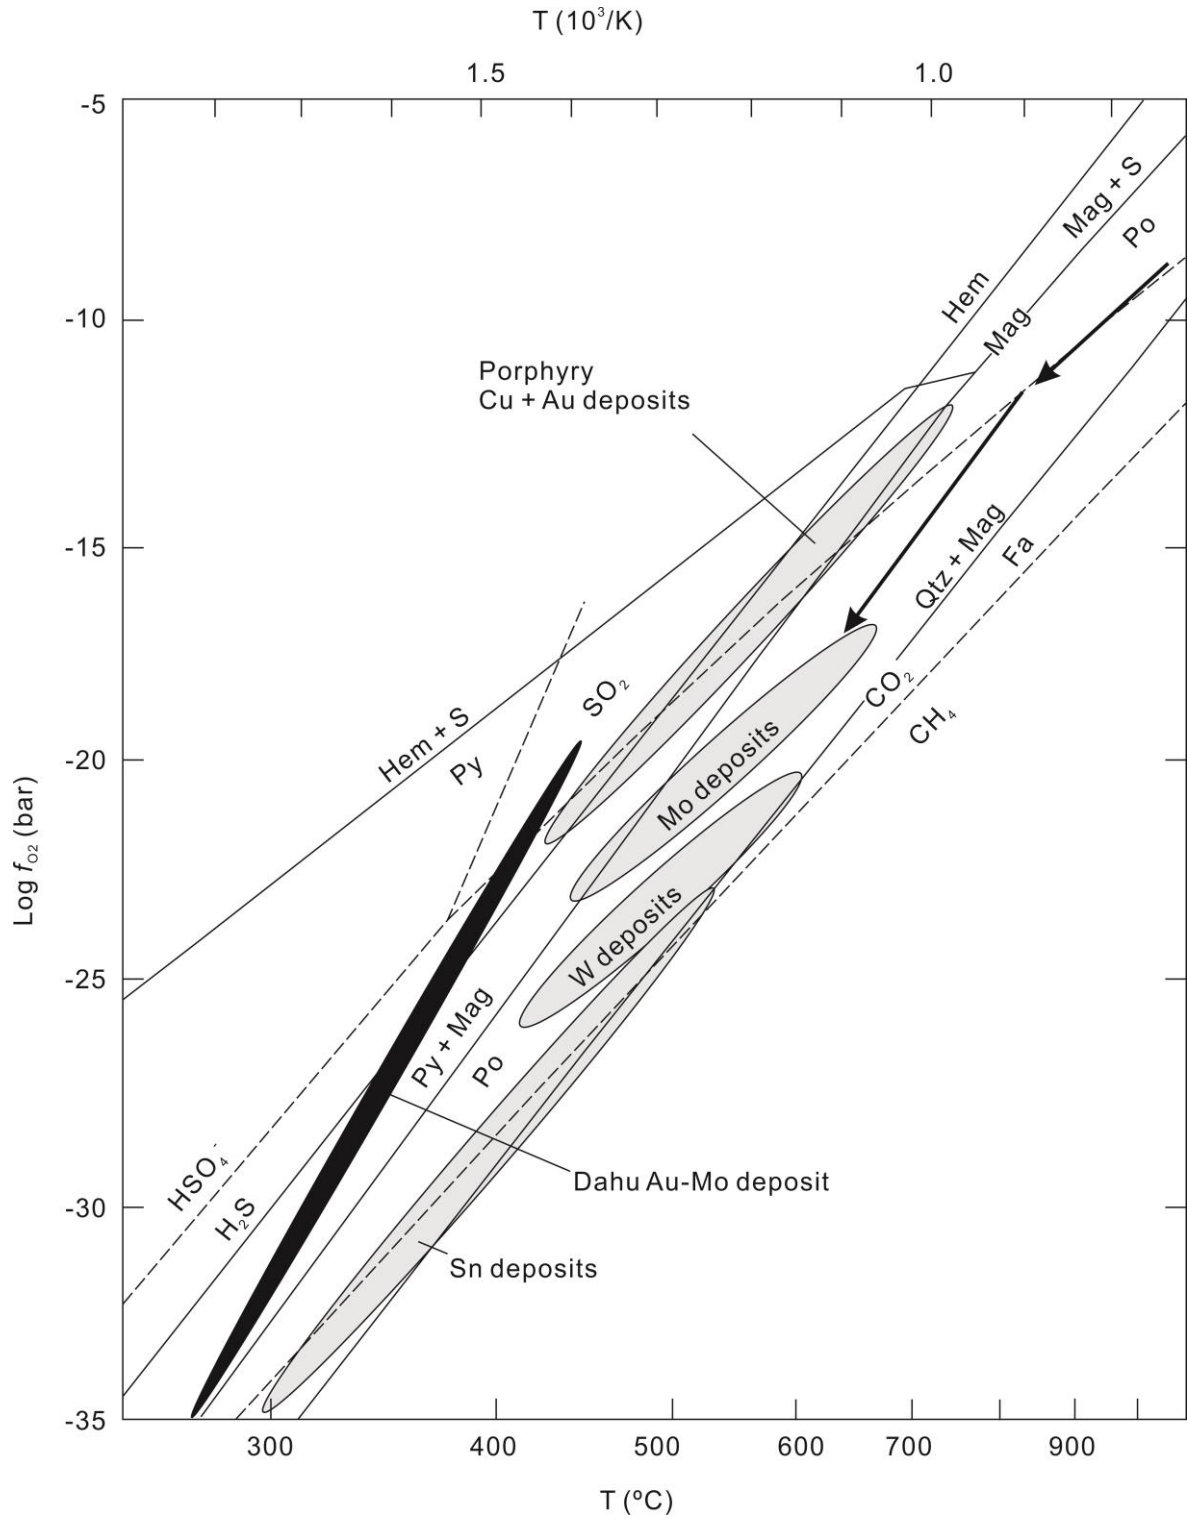 T (10³/K)
1.5
1.0
-5
Mag + S
Po
Hem
-10
Mag
Porphyry
Cu + Au deposits
-15
Qtz + Mag
Fa
SO₂
CO₂
CH₄
Hem + S
Py
-20
Mo deposits
Log fO2 (bar)
W deposits
-25
Py + Mag
Po
HSO₄⁻
H₂S
Dahu Au-Mo deposit
-30
Sn deposits
-35
300
400
500
600
700
900
T (ºC)